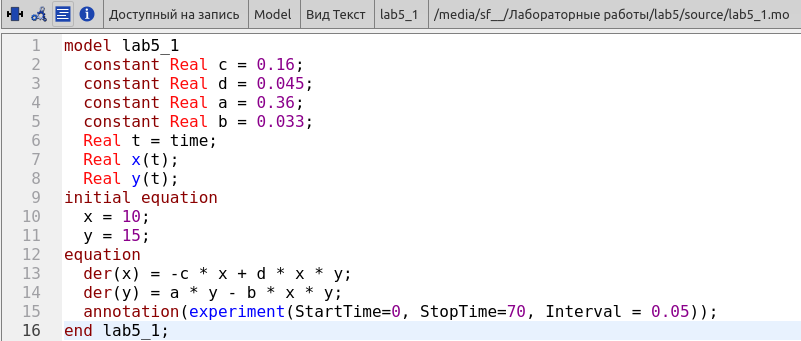 Доступный на запись Model Вид Текст lab5_1 /media/sf__/Лабораторные работы/lab5/source/lab5_1.mo
1 model lab5_1
2   constant Real c = 0.16;
3   constant Real d = 0.045;
4   constant Real a = 0.36;
5   constant Real b = 0.033;
6   Real t = time;
7   Real x(t);
8   Real y(t);
9 initial equation
10   x = 10;
11   y = 15;
12 equation
13   der(x) = -c * x + d * x * y;
14   der(y) = a * y - b * x * y;
15   annotation(experiment(StartTime=0, StopTime=70, Interval = 0.05));
16 end lab5_1;